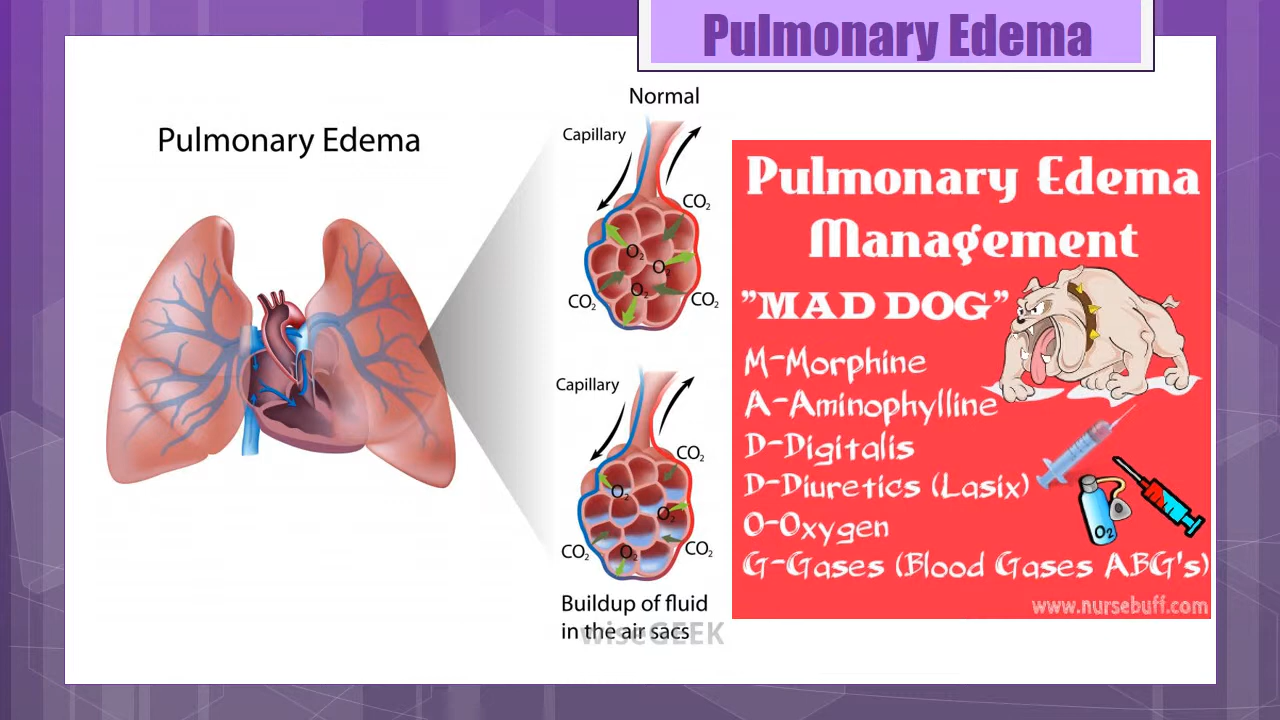 Pulmonary Edema
Pulmonary Edema
Normal
Capillary
CO₂
O₂
O₂
O₂
CO₂
CO₂
Capillary
CO₂
O₂
O₂
O₂
CO₂
CO₂
Buildup of fluid
in the air sacs
wiseGEEK
Pulmonary Edema
Management
"MAD DOG"
M-Morphine
A-Aminophylline
D-Digitalis
D-Diuretics (Lasix)
O-Oxygen
G-Gases (Blood Gases ABG's)
O₂
www.nursebuff.com